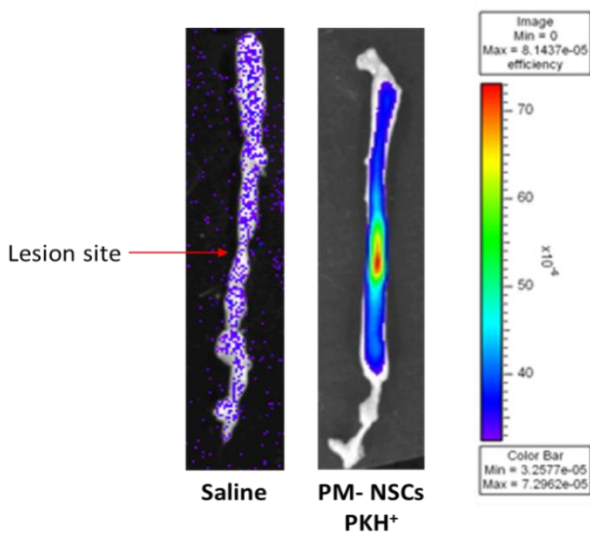 Lesion site
Saline
PM- NSCs
PKH⁺
Image
Min = 0
Max = 8.1437e-05
efficiency
70
60
50
40
x10⁻⁶
Color Bar
Min = 3.2577e-05
Max = 7.2962e-05